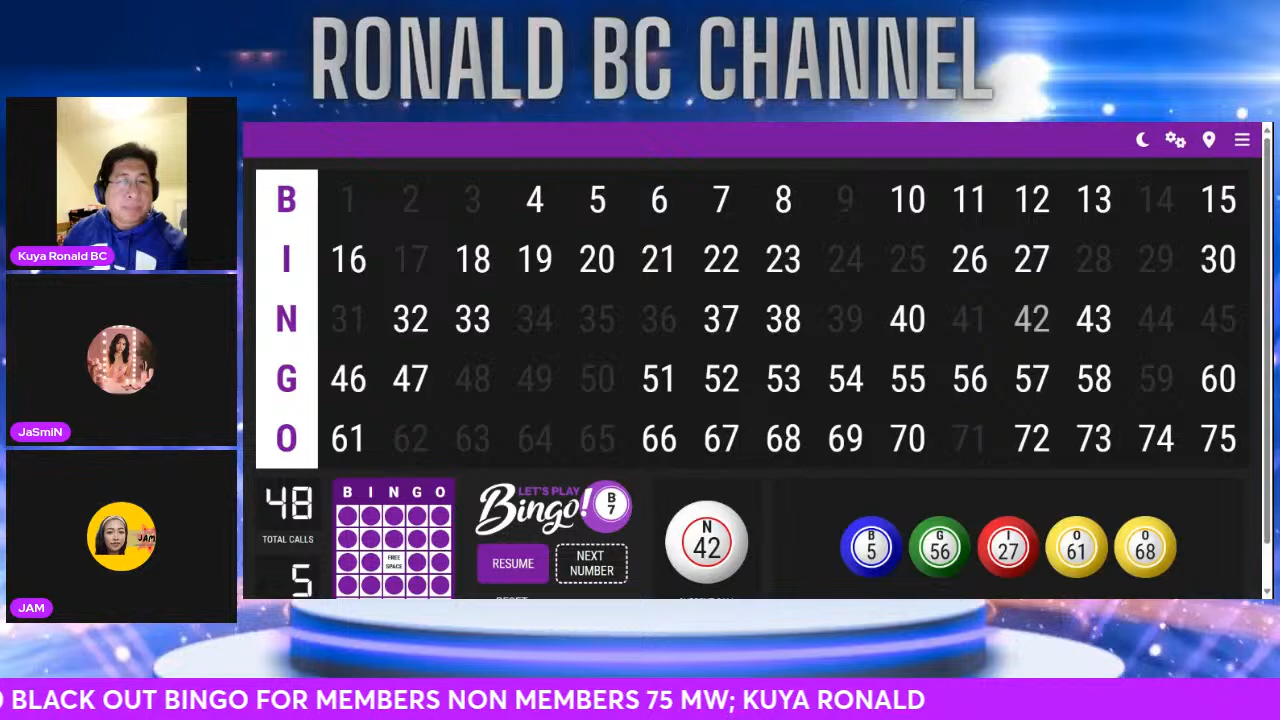 RONALD BC CHANNEL
Kuya Ronald BC
JaSmiN
JAM
JAM
B 1 2 3 4 5 6 7 8 9 10 11 12 13 14 15
I 16 17 18 19 20 21 22 23 24 25 26 27 28 29 30
N 31 32 33 34 35 36 37 38 39 40 41 42 43 44 45
G 46 47 48 49 50 51 52 53 54 55 56 57 58 59 60
O 61 62 63 64 65 66 67 68 69 70 71 72 73 74 75
48
TOTAL CALLS
5
B I N G O
FREE
SPACE
LET'S PLAY
Bingo!
B
7
RESUME
NEXT
NUMBER
N
42
B
5
G
56
I
27
O
61
O
68
BLACK OUT BINGO FOR MEMBERS NON MEMBERS 75 MW; KUYA RONALD